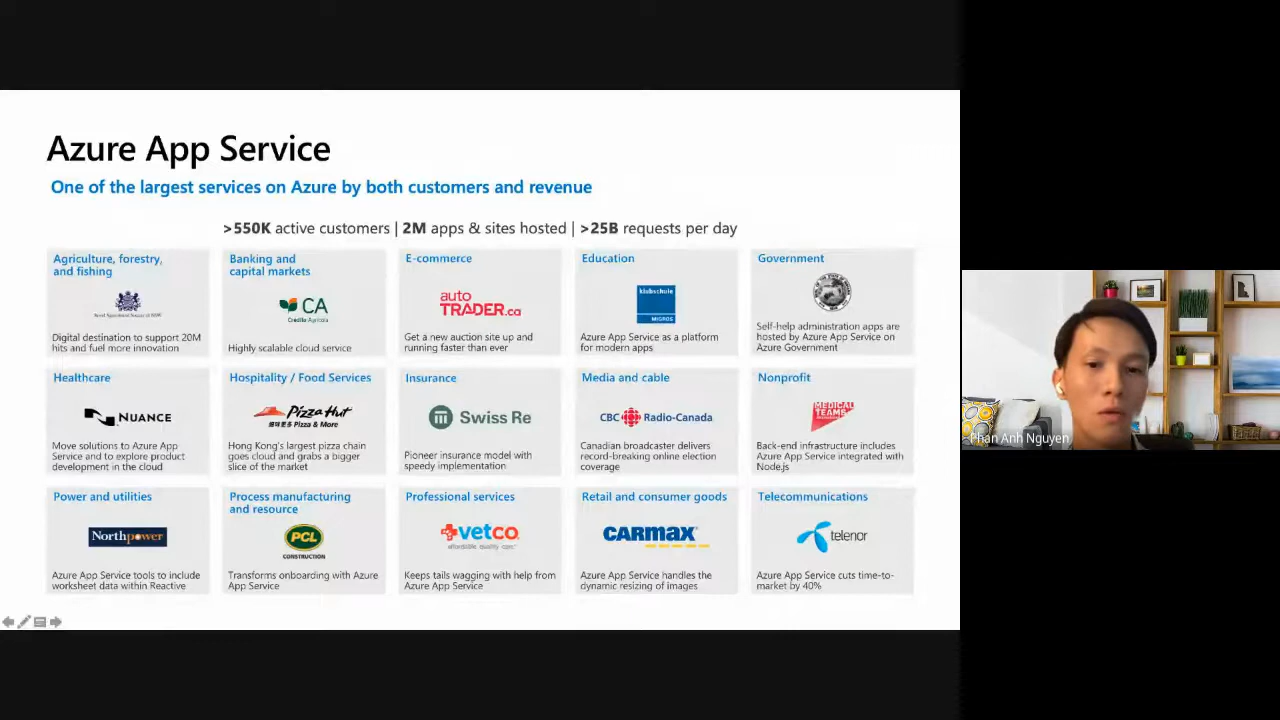 Azure App Service
One of the largest services on Azure by both customers and revenue
>550K active customers | 2M apps & sites hosted | >25B requests per day
Agriculture, forestry,
and fishing
Digital destination to support 20M
hits and fuel more innovation
Banking and
capital markets
CA
Crédit Agricole
Highly scalable cloud service
E-commerce
auto
TRADER.ca
Get a new auction site up and
running faster than ever
Education
klubschule
MIGROS
Azure App Service as a platform
for modern apps
Government
Self-help administration apps are
hosted by Azure App Service on
Azure Government
Healthcare
NUANCE
Move solutions to Azure App
Service and to explore product
development in the cloud
Hospitality / Food Services
Pizza Hut
Pizza & More
Hong Kong's largest pizza chain
goes cloud and grabs a bigger
slice of the market
Insurance
Swiss Re
Pioneer insurance model with
speedy implementation
Media and cable
CBC Radio-Canada
Canadian broadcaster delivers
record-breaking online election
coverage
Nonprofit
MEDICAL
TEAMS
Back-end infrastructure includes
Azure App Service integrated with
Node.js
Power and utilities
Northpower
Azure App Service tools to include
worksheet data within Reactive
Process manufacturing
and resource
PCL
CONSTRUCTION
Transforms onboarding with Azure
App Service
Professional services
vetco
affordable. quality. care.
Keeps tails wagging with help from
Azure App Service
Retail and consumer goods
CARMAX
Azure App Service handles the
dynamic resizing of images
Telecommunications
telenor
Azure App Service cuts time-to-
market by 40%
Phan Anh Nguyen